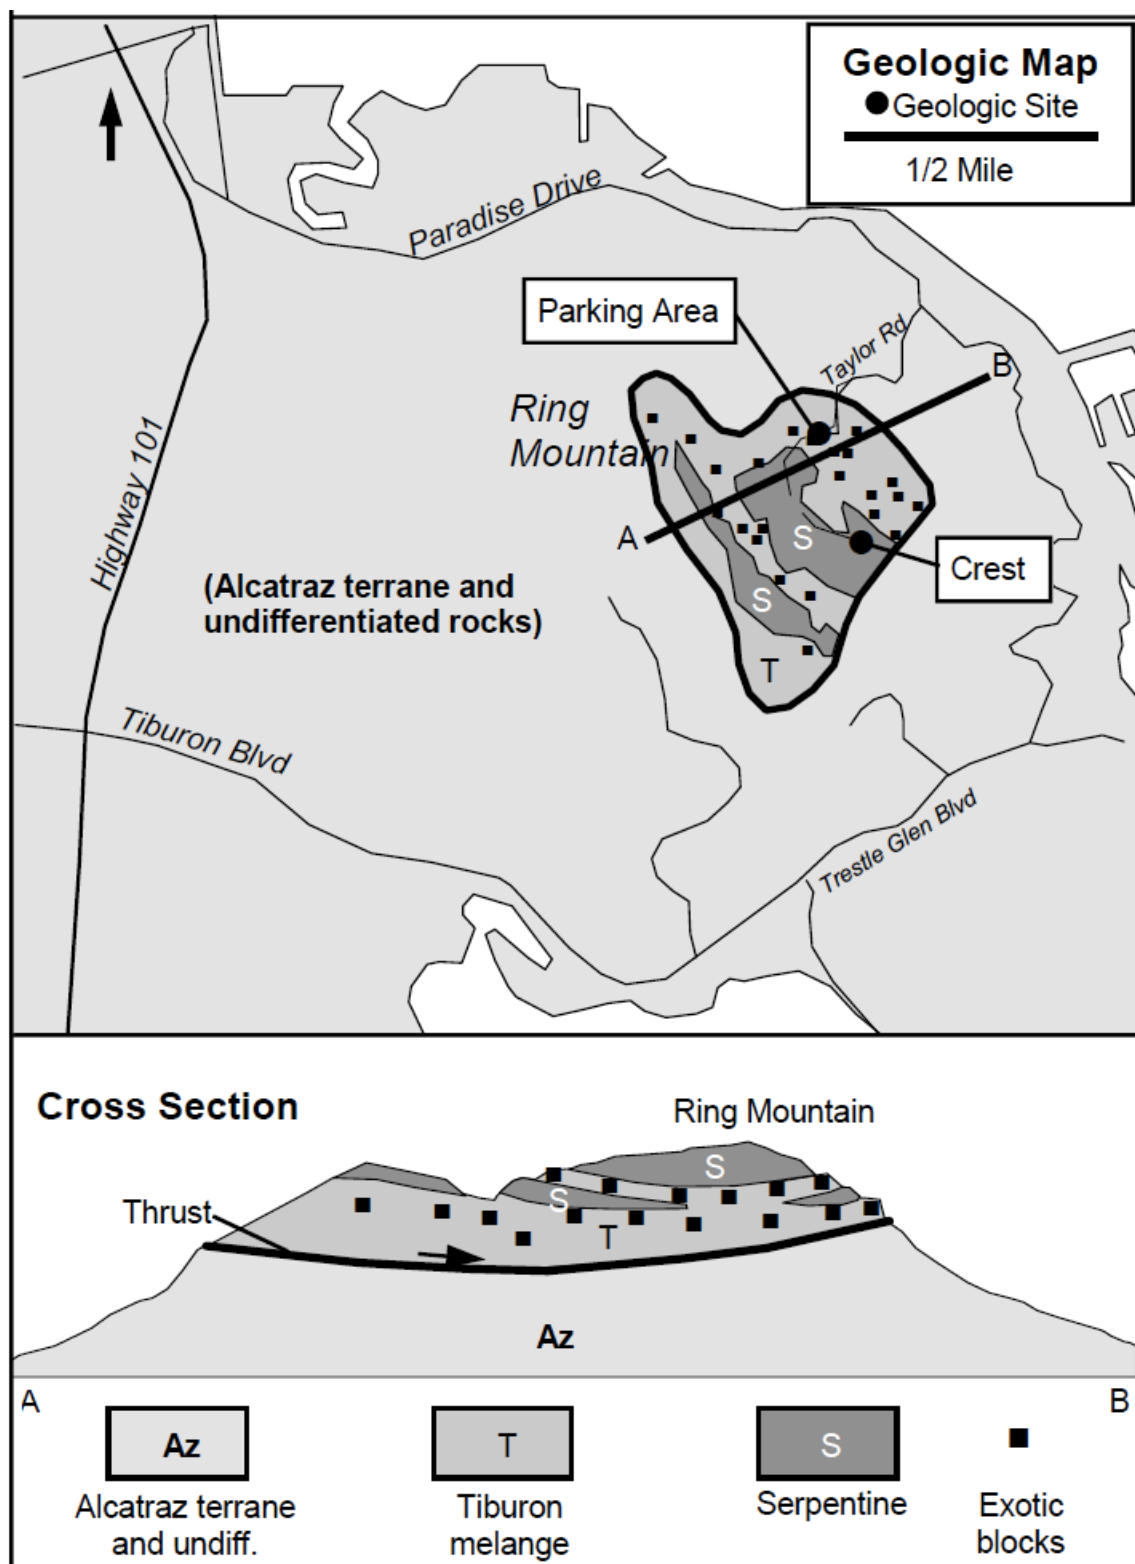 Geologic Map
Geologic Site
1/2 Mile
Paradise Drive
Parking Area
Taylor Rd
B
Ring
Mountain
Highway 101
A
S
Crest
(Alcatraz terrane and
undifferentiated rocks)
S
T
Tiburon Blvd
Trestle Glen Blvd
Cross Section
Ring Mountain
S
Thrust
S
T
Az
A
B
Az
T
S
Alcatraz terrane
and undiff.
Tiburon
melange
Serpentine
Exotic
blocks